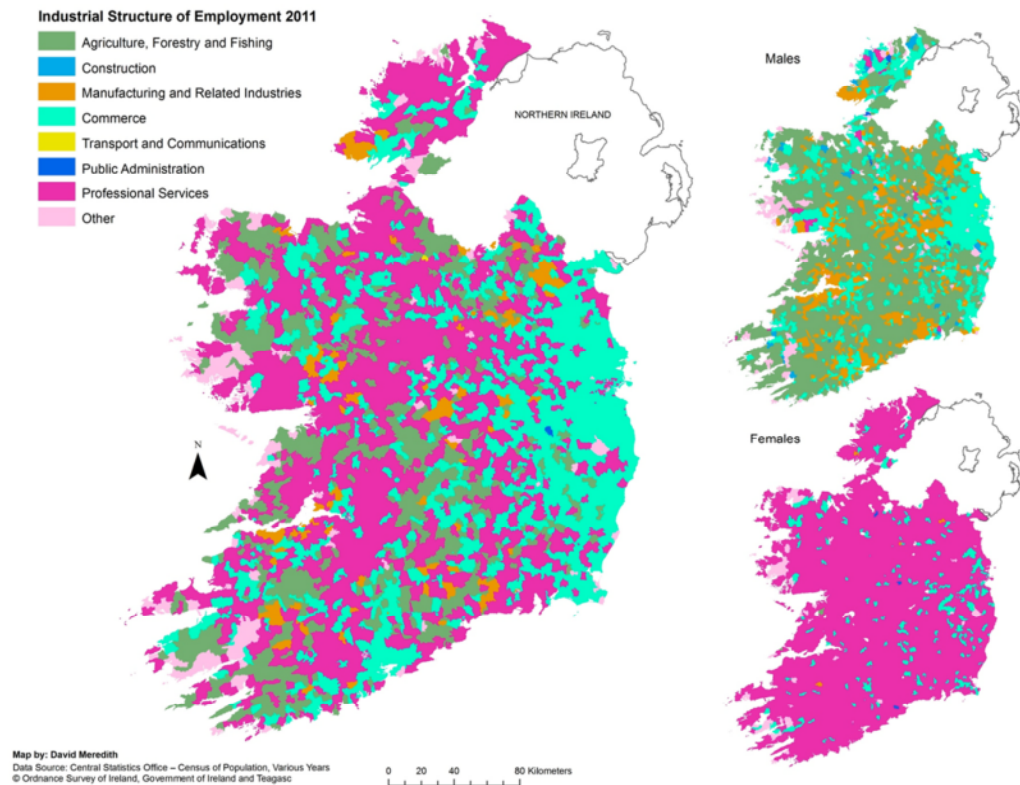 Industrial Structure of Employment 2011
Agriculture, Forestry and Fishing
Construction
Manufacturing and Related Industries
Commerce
Transport and Communications
Public Administration
Professional Services
Other
NORTHERN IRELAND
Males
Females
N
Map by: David Meredith
Data Source: Central Statistics Office – Census of Population, Various Years
© Ordnance Survey of Ireland, Government of Ireland and Teagasc
0 20 40 80 Kilometers